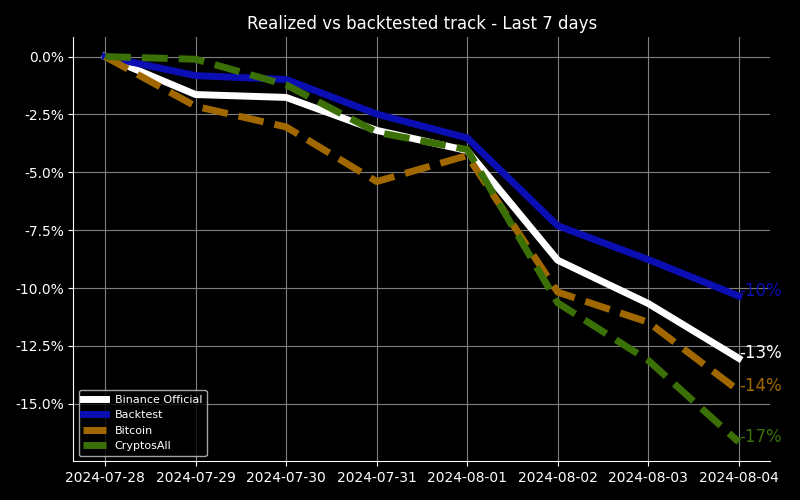 Realized vs backtested track - Last 7 days
0.0%
-2.5%
-5.0%
-7.5%
-10.0%
-12.5%
-15.0%
-10%
-13%
-14%
-17%
Binance Official
Backtest
Bitcoin
CryptosAll
2024-07-28 2024-07-29 2024-07-30 2024-07-31 2024-08-01 2024-08-02 2024-08-03 2024-08-04